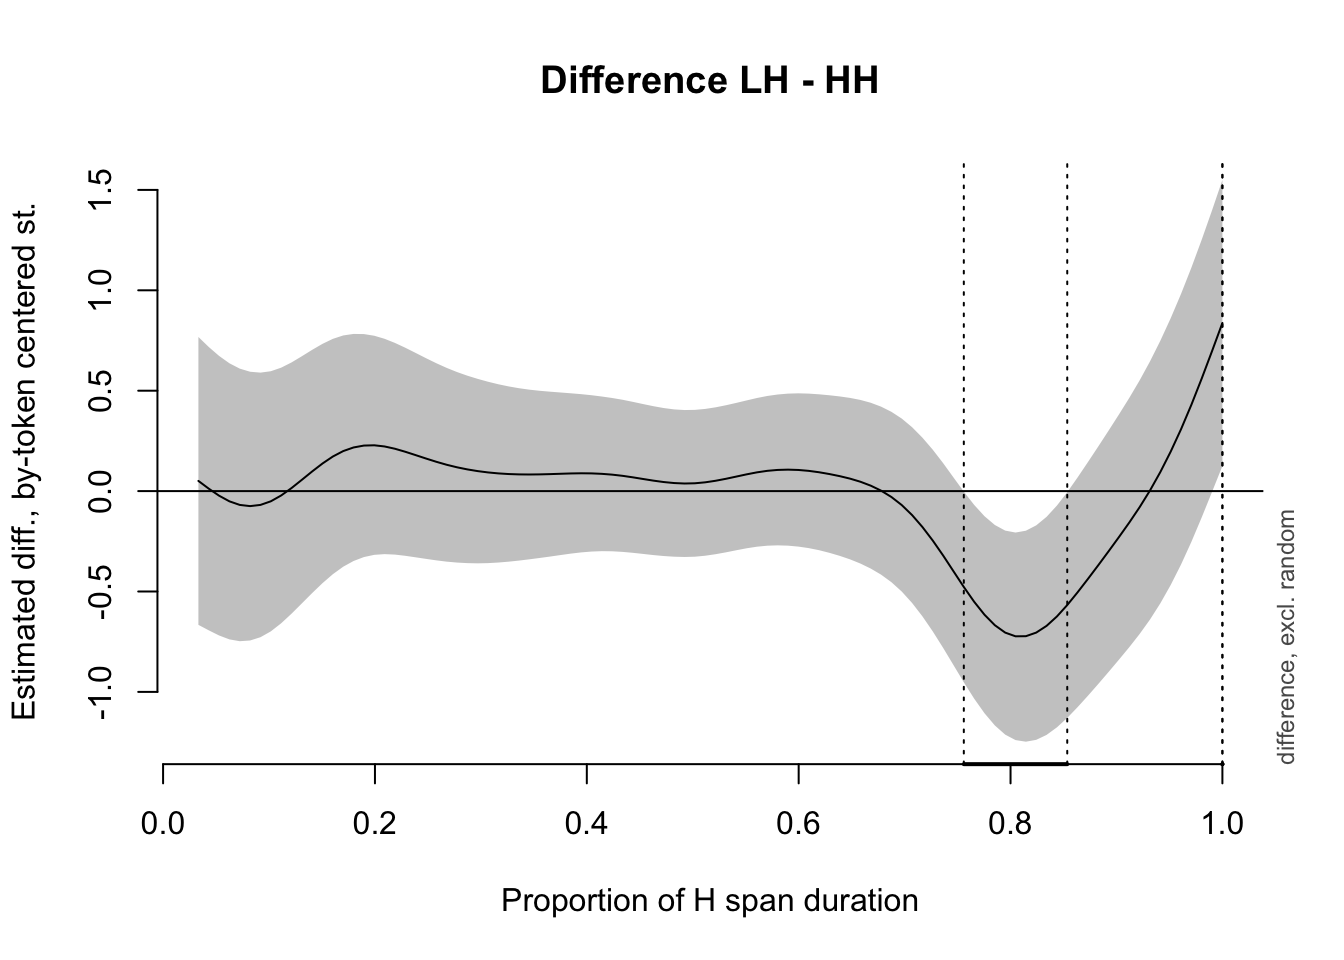 Difference LH - HH
Estimated diff., by-token centered st.
1.5
1.0
0.5
0.0
-0.5
-1.0
0.0 0.2 0.4 0.6 0.8 1.0
Proportion of H span duration
difference, excl. random